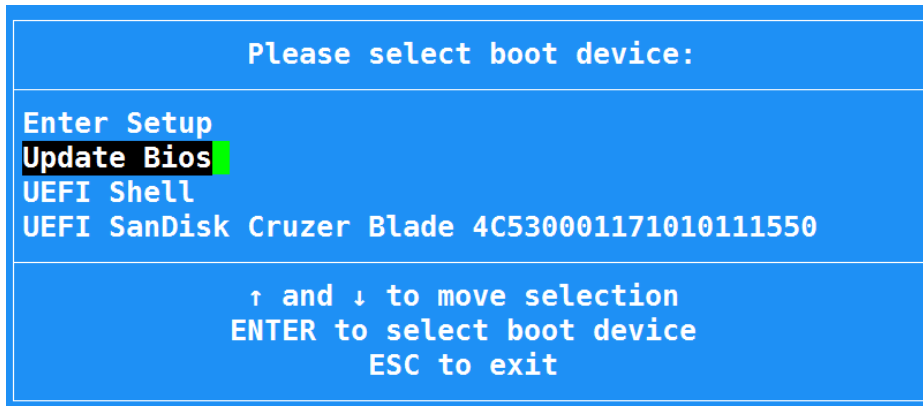 Please select boot device:
Enter Setup
Update Bios
UEFI Shell
UEFI SanDisk Cruzer Blade 4C530001171010111550
↑ and ↓ to move selection
ENTER to select boot device
ESC to exit